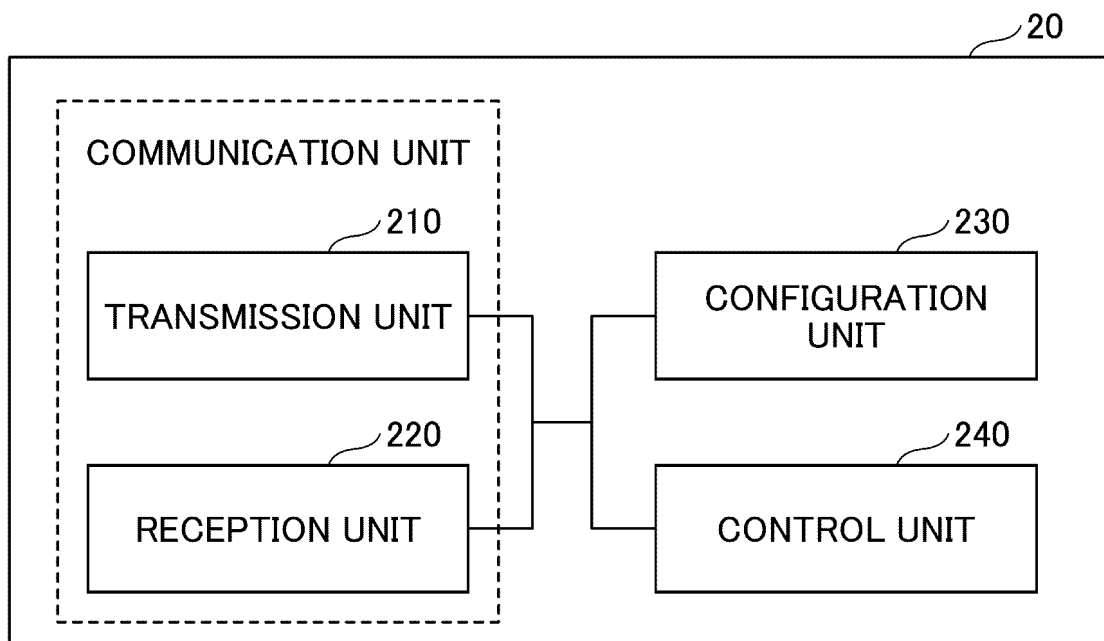 20
COMMUNICATION UNIT
210
TRANSMISSION UNIT
220
RECEPTION UNIT
230
CONFIGURATION
UNIT
240
CONTROL UNIT